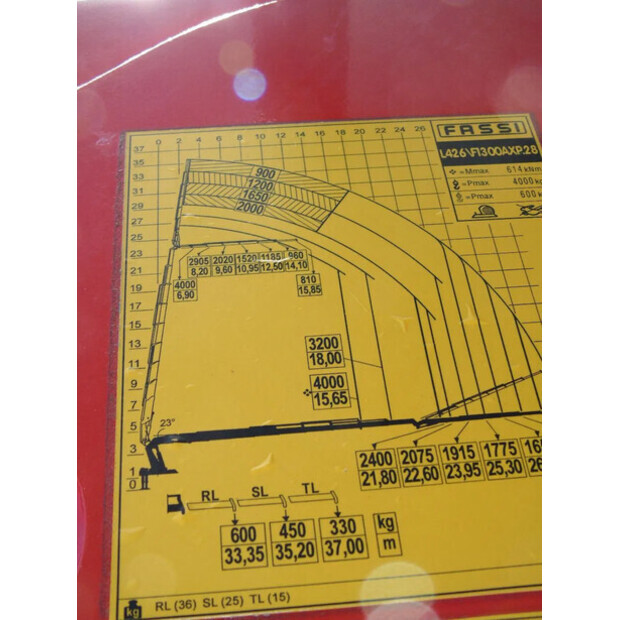 FASSI
L426\F1300AXP.28
=Mmax 614 kNm
=Pmax 4000 kg
=Pmax 600 k
0 2 4 6 8 10 12 14 16 18 20 22 24 26
37
35
33
31
29
27
25
23
21
19
17
15
13
11
9
7
5
3
1
0
900
1200
1650
2000
2905 2020 1520 1185 960
8,20 9,60 10,95 12,50 14,10
4000
6,90
810
15,85
3200
18,00
4000
15,65
23°
2400 2075 1915 1775
21,80 22,60 23,95 25,30
RL SL TL
600 450 330 kg
33,35 35,20 37,00 m
kg RL (36) SL (25) TL (15)